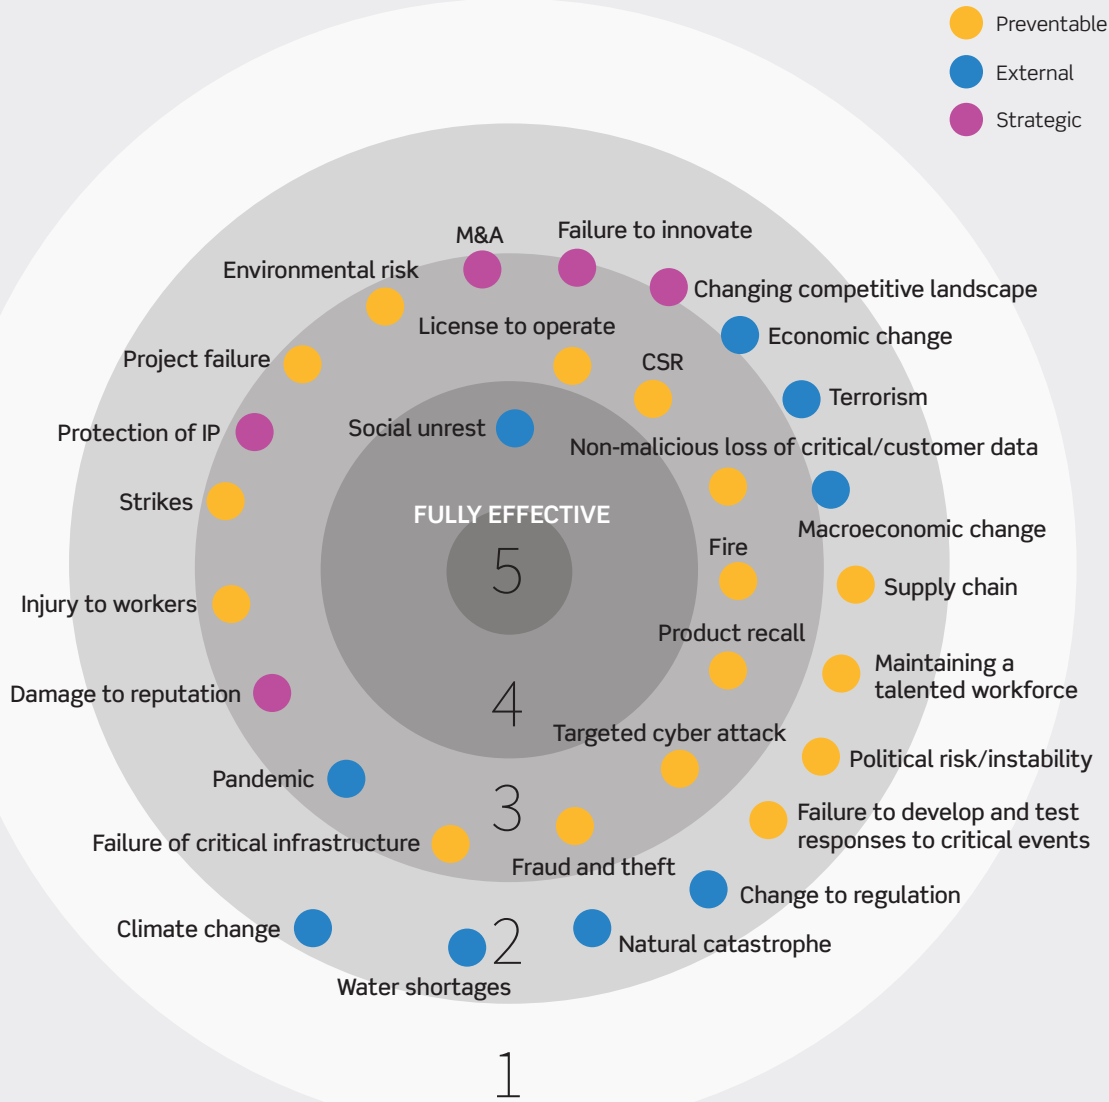 Preventable
External
Strategic
M&A
Failure to innovate
Environmental risk
Changing competitive landscape
License to operate
Economic change
Project failure
CSR
Terrorism
Protection of IP
Social unrest
Non-malicious loss of critical/customer data
Strikes
FULLY EFFECTIVE
Macroeconomic change
Fire
5
Supply chain
Injury to workers
Product recall
Maintaining a
talented workforce
Damage to reputation
4
Targeted cyber attack
Political risk/instability
Pandemic
3
Failure to develop and test
responses to critical events
Failure of critical infrastructure
Fraud and theft
Change to regulation
Climate change
2
Natural catastrophe
Water shortages
1